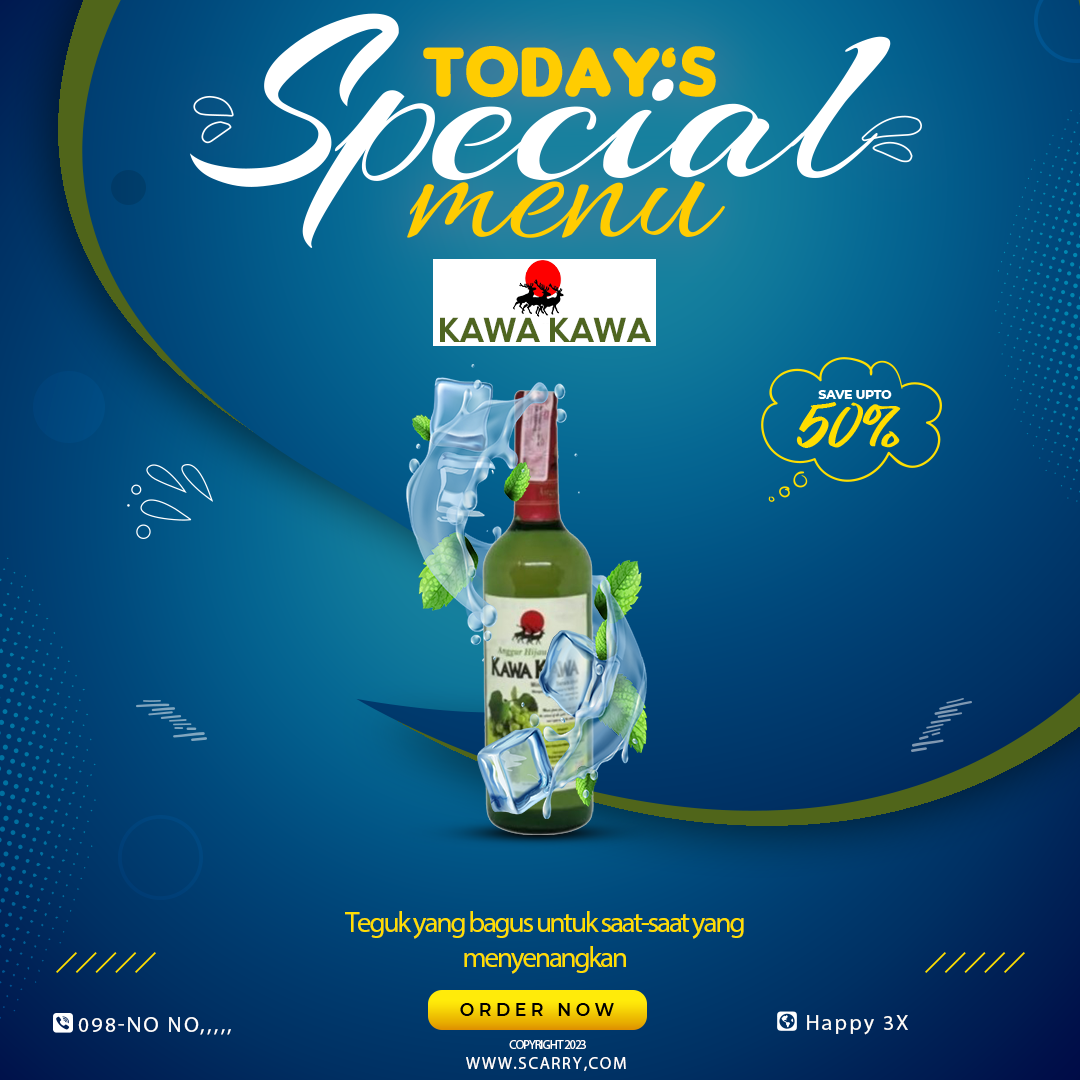 TODAY'S
Special
menu
KAWA KAWA
SAVE UPTO
50%
Anggur Hijau
KAWA KAWA
Teguk yang bagus untuk saat-saat yang
menyenangkan
ORDER NOW
098-NO NO,,,,,
Happy 3X
COPYRIGHT 2023
WWW.SCARRY,COM